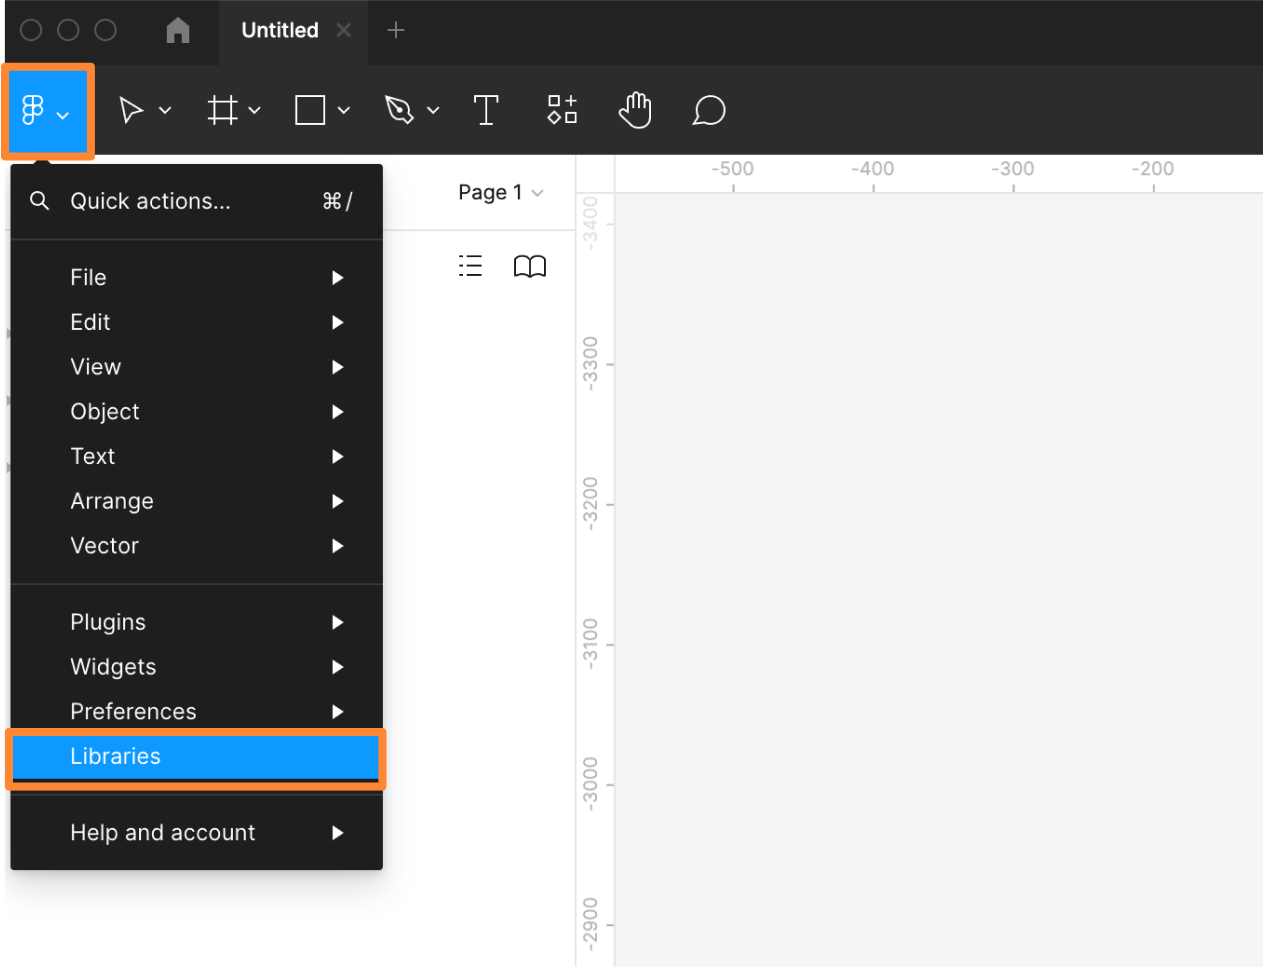 Untitled
Quick actions... ⌘/
Page 1
-500 -400 -300 -200
File
Edit
View
Object
Text
Arrange
Vector
Plugins
Widgets
Preferences
Libraries
Help and account
-3400
-3300
-3200
-3100
-3000
-2900